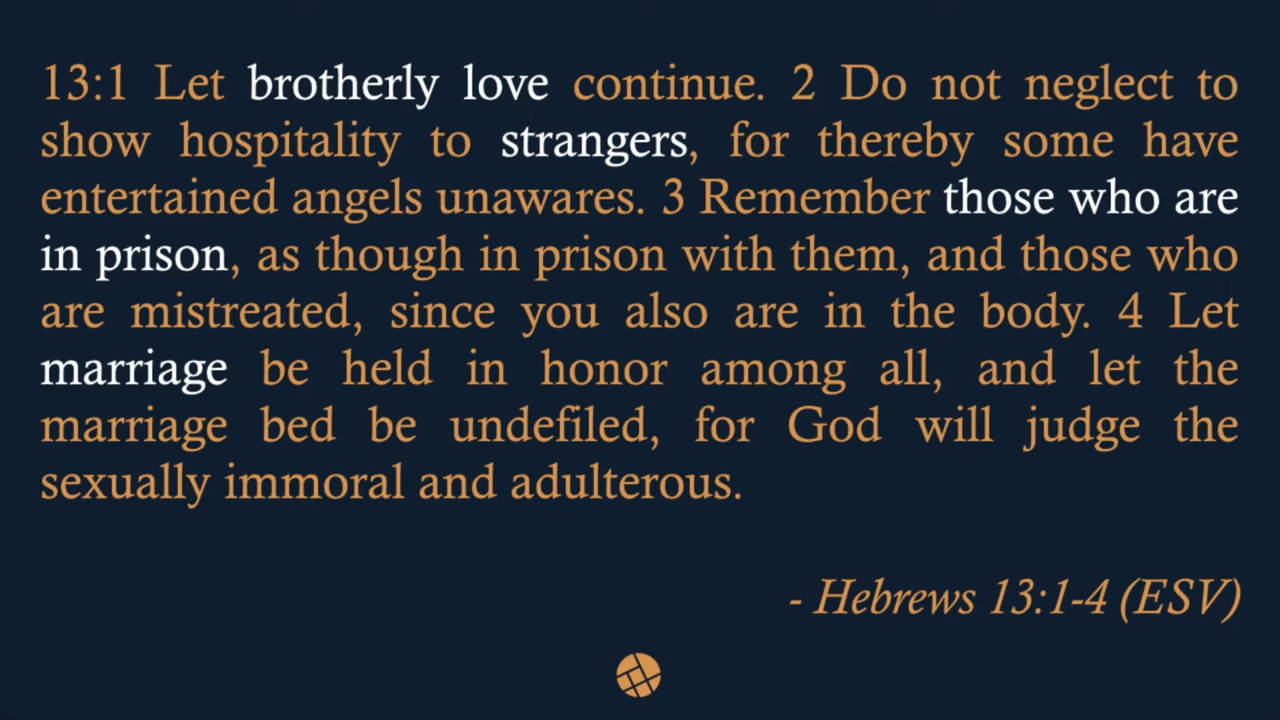 13:1 Let brotherly love continue. 2 Do not neglect to
show hospitality to strangers, for thereby some have
entertained angels unawares. 3 Remember those who are
in prison, as though in prison with them, and those who
are mistreated, since you also are in the body. 4 Let
marriage be held in honor among all, and let the
marriage bed be undefiled, for God will judge the
sexually immoral and adulterous.
- Hebrews 13:1-4 (ESV)